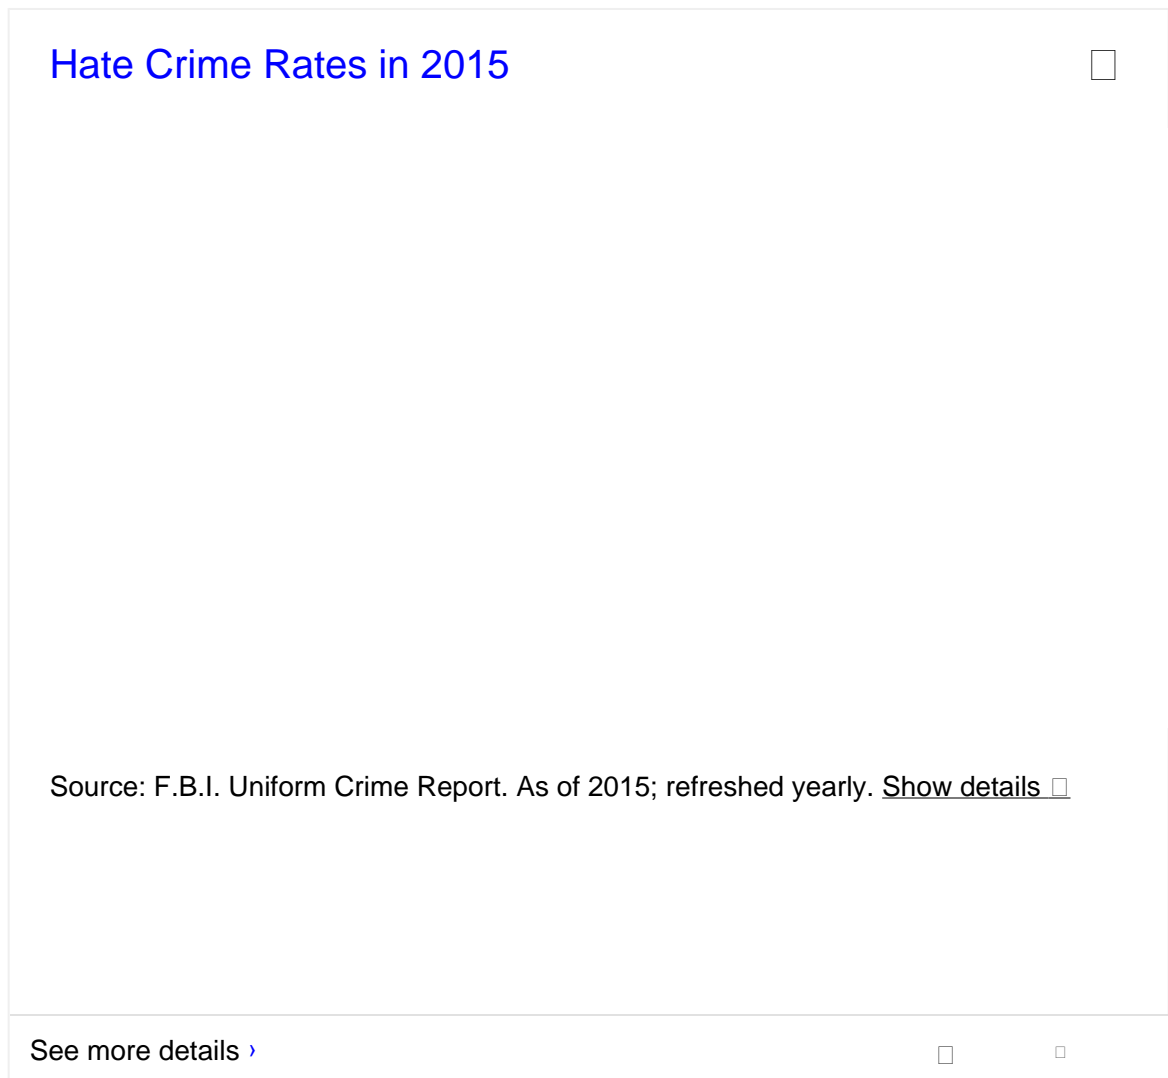 Hate Crime Rates in 2015
Source: F.B.I. Uniform Crime Report. As of 2015; refreshed yearly. Show details
See more details ›